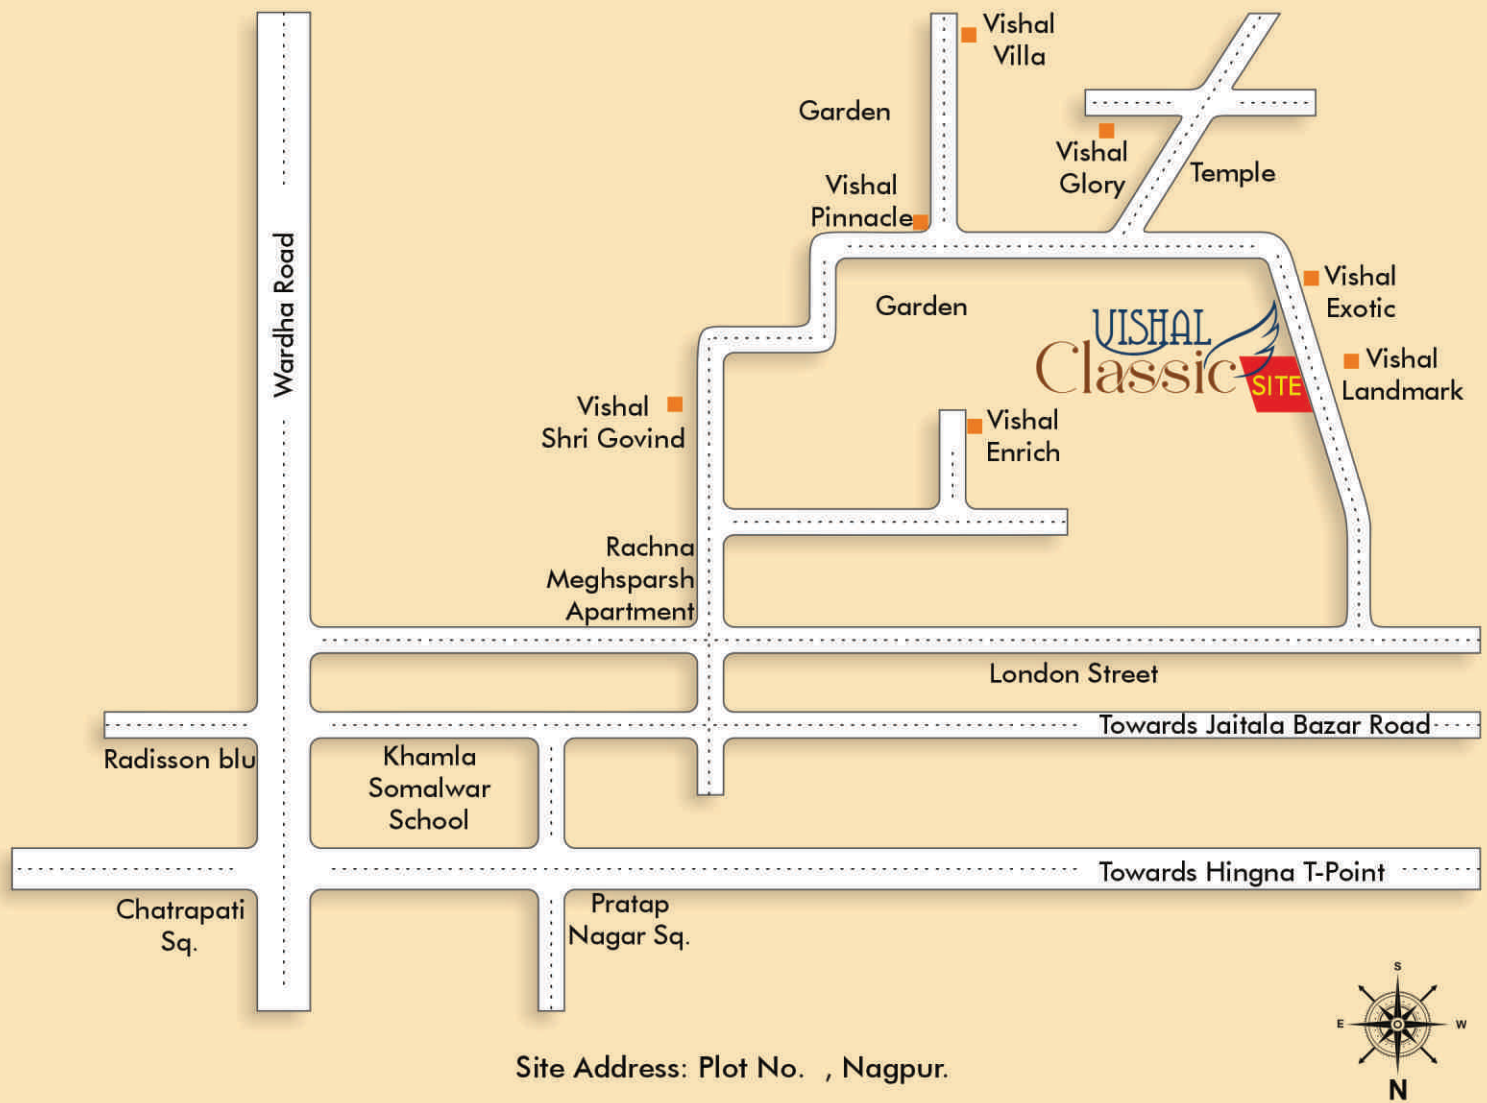 Vishal
Villa
Garden
Vishal
Glory
Temple
Vishal
Pinnacle
Wardha Road
Garden
Vishal
Exotic
VISHAL
Classic
SITE
Vishal
Landmark
Vishal
Shri Govind
Vishal
Enrich
Rachna
Meghsparsh
Apartment
London Street
Towards Jaitala Bazar Road
Radisson blu
Khamla
Somalwar
School
Towards Hingna T-Point
Chatrapati
Sq.
Pratap
Nagar Sq.
S
E
W
N
Site Address: Plot No. , Nagpur.